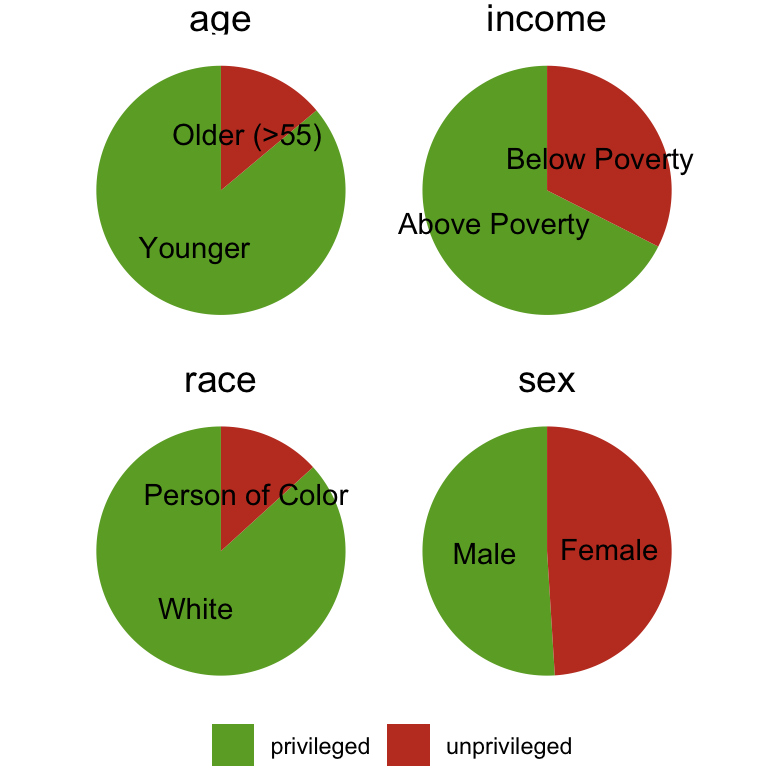 age
income
Older (>55)
Younger
Below Poverty
Above Poverty
race
sex
Person of Color
White
Male
Female
privileged
unprivileged